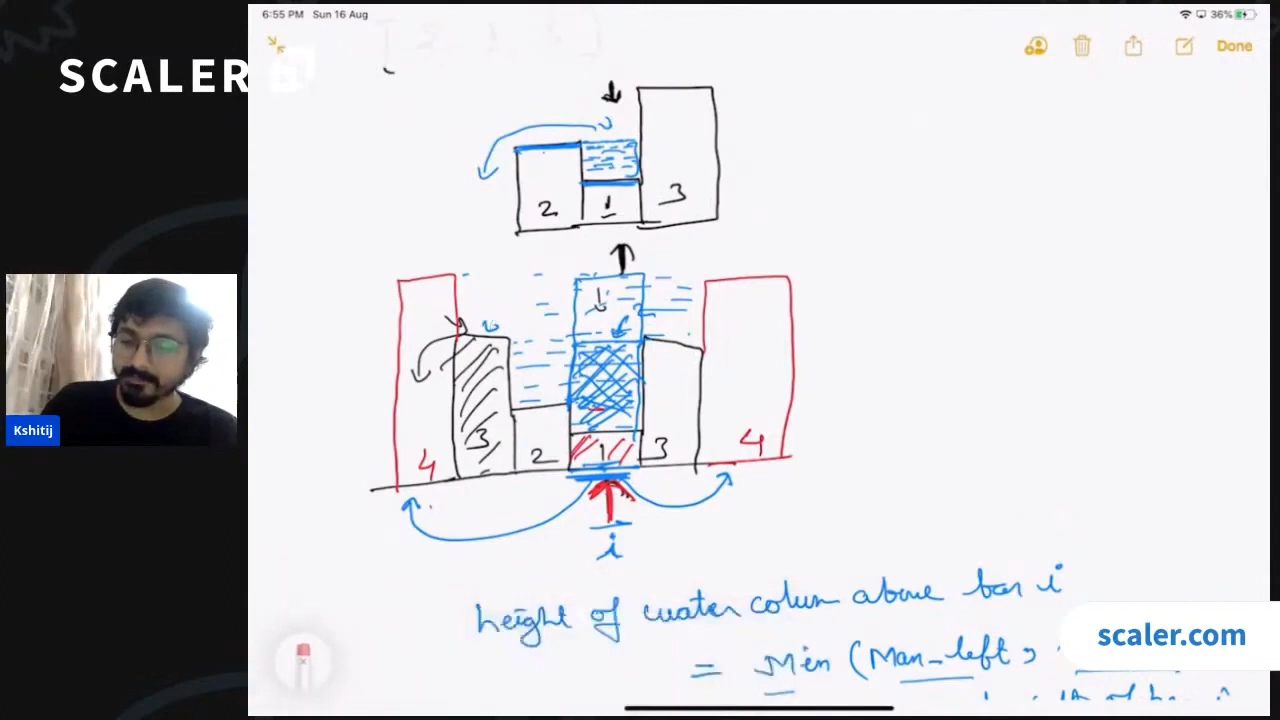 6:55 PM Sun 16 Aug
36%
Done
SCALER
2 1 3
4 3 2 1 3 4
i
Kshitij
height of water column above bar i
= Min (Man_left,
scaler.com